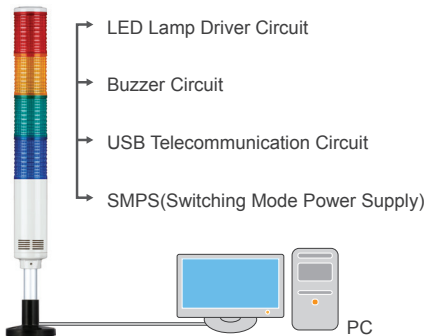 LED Lamp Driver Circuit
Buzzer Circuit
USB Telecommunication Circuit
SMPS(Switching Mode Power Supply)
PC